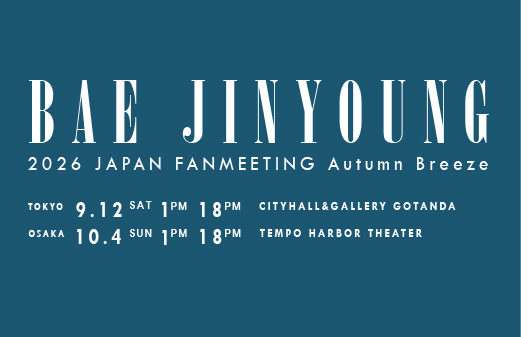 BAE JINYOUNG
2026 JAPAN FANMEETING Autumn Breeze
TOKYO 9.12 SAT 1PM 18PM CITYHALL&GALLERY GOTANDA
OSAKA 10.4 SUN 1PM 18PM TEMPO HARBOR THEATER